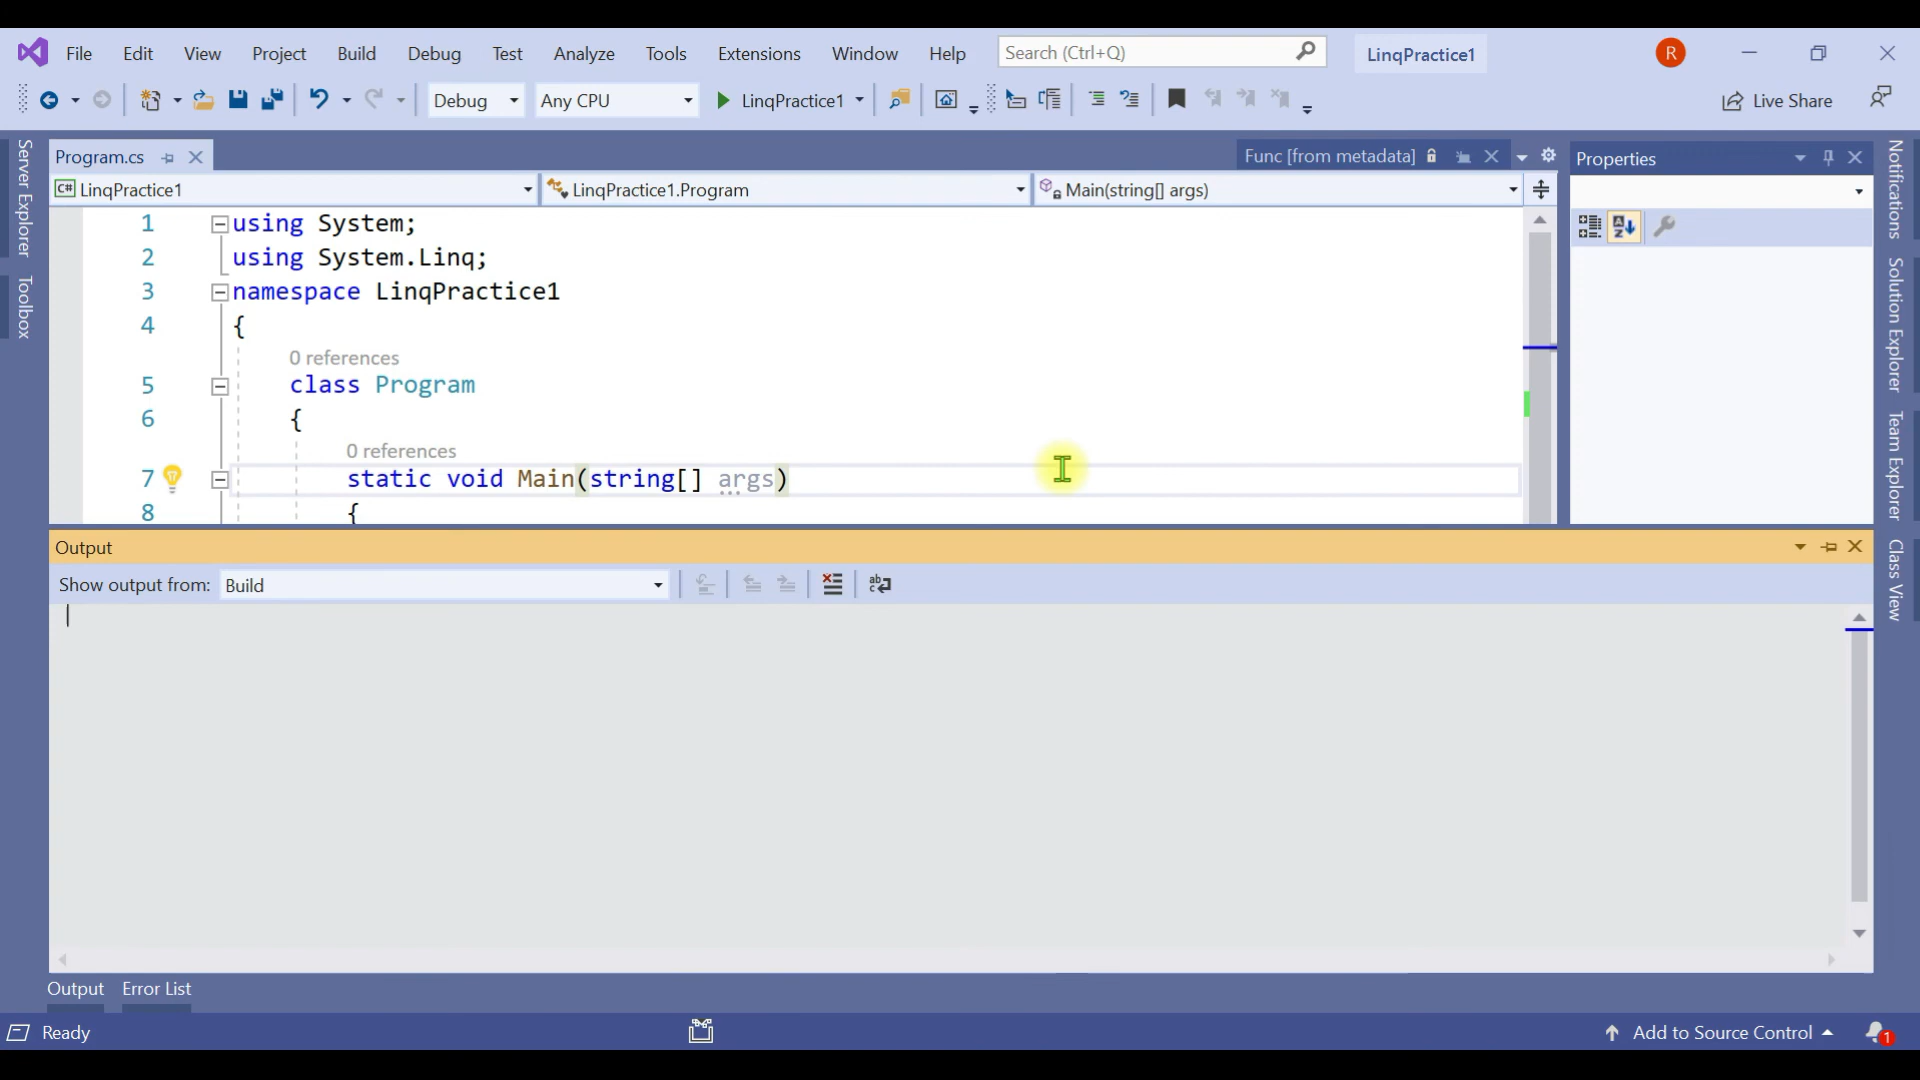 File Edit View Project Build Debug Test Analyze Tools Extensions Window Help Search (Ctrl+Q) LinqPractice1 R
Debug Any CPU LinqPractice1 Live Share
Program.cs Func [from metadata] Properties
LinqPractice1 LinqPractice1.Program Main(string[] args)
1 using System;
2 using System.Linq;
3 namespace LinqPractice1
4 {
0 references
5 class Program
6 {
0 references
7 static void Main(string[] args)
8 {
Output
Show output from: Build
Output Error List
Ready Add to Source Control 1
Server Explorer
Toolbox
Notifications
Solution Explorer
Team Explorer
Class View